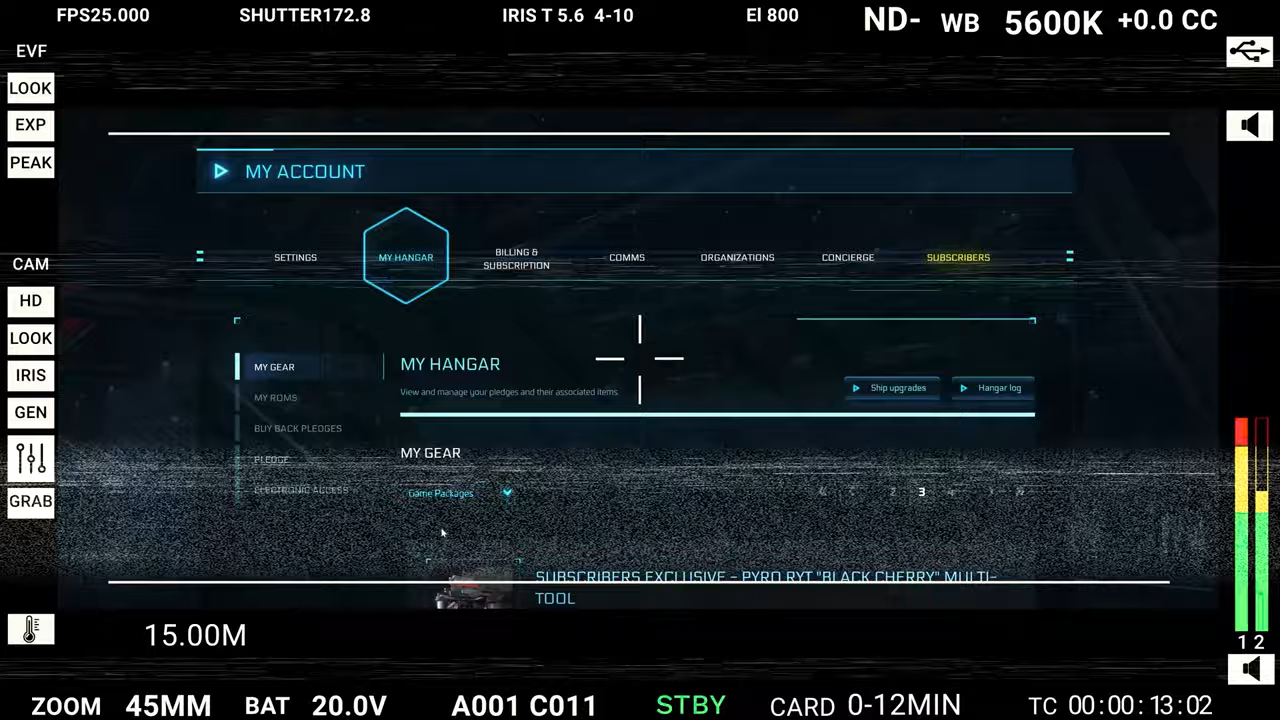 FPS25.000 SHUTTER172.8 IRIS T 5.6 4-10 EI 800 ND- WB 5600K +0.0 CC
EVF
LOOK
EXP
PEAK
CAM
HD
LOOK
IRIS
GEN
GRAB
MY ACCOUNT
SETTINGS
MY HANGAR
BILLING &
SUBSCRIPTION
COMMS
ORGANIZATIONS
CONCIERGE
SUBSCRIBERS
MY GEAR
MY ROMS
BUY BACK PLEDGES
PLEDGE
ELECTRONIC ACCESS
MY HANGAR
View and manage your pledges and their associated items.
Ship upgrades
Hangar log
MY GEAR
Game Packages
2 3 4
SUBSCRIBERS EXCLUSIVE - PYRO RYT "BLACK CHERRY" MULTI-
TOOL
1 2
15.00M
ZOOM 45MM BAT 20.0V A001 C011 STBY CARD 0-12MIN TC 00:00:13:02